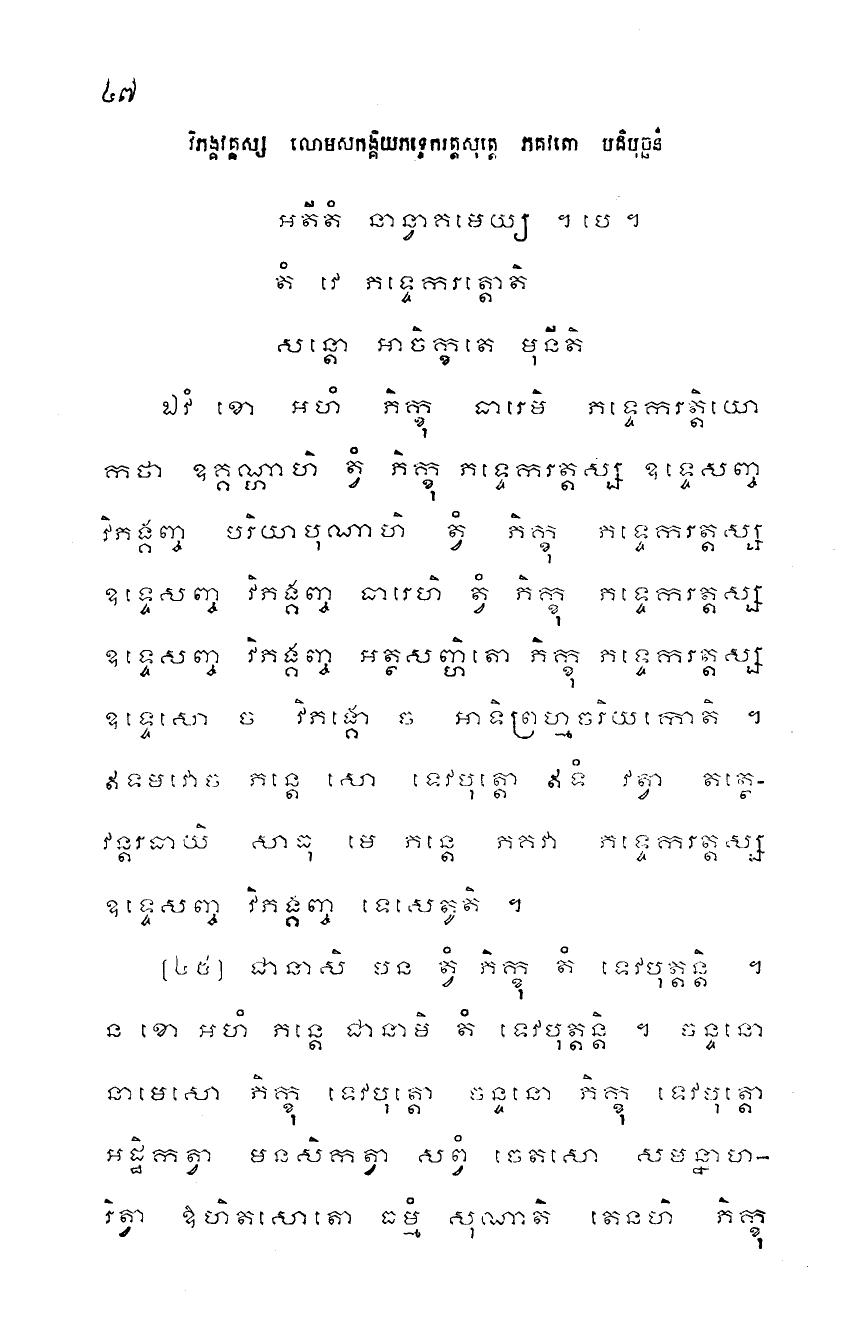 ៤៧
វិភង្គវគ្គស្ស លោមសកង្គិយភទ្ទេករត្តសុត្តេ ភគវតោ បដិបុច្ឆនំ
អតីតំ នាន្វាគមេយ្យ ។ បេ ។
តំ វេ ភទ្ទេករត្តោតិ
សន្តោ អាចិក្ខតេ មុនីតិ
ឯវំ ខោ អហំ ភិក្ខុ ធារេមិ ភទ្ទេករត្តិយោ
កថា ឧគ្គណ្ហាហិ ត្វំ ភិក្ខុ ភទ្ទេករត្តស្ស ឧទ្ទេសញ្ច
វិភង្គញ្ច បរិយាបុណាហិ ត្វំ ភិក្ខុ ភទ្ទេករត្តស្ស
ឧទ្ទេសញ្ច វិភង្គញ្ច ធារេហិ ត្វំ ភិក្ខុ ភទ្ទេករត្តស្ស
ឧទ្ទេសញ្ច វិភង្គញ្ច អត្ថសញ្ហិតោ ភិក្ខុ ភទ្ទេករត្តស្ស
ឧទ្ទេសោ ច វិភង្គោ ច អាទិព្រហ្មចរិយកោតិ ។
ឥទមវោច ភន្តេ សោ ទេវបុត្តោ ឥទំ វត្វា តត្ថេ-
វន្តរធាយិ សាធុ មេ ភន្តេ ភគវា ភទ្ទេករត្តស្ស
ឧទ្ទេសញ្ច វិភង្គញ្ច ទេសេតូតិ ។
[៤៥] ជានាសិ បន ត្វំ ភិក្ខុ តំ ទេវបុត្តន្តិ ។
ន ខោ អហំ ភន្តេ ជានាមិ តំ ទេវបុត្តន្តិ ។ ចន្ទនោ
នាមេសោ ភិក្ខុ ទេវបុត្តោ ចន្ទនោ ភិក្ខុ ទេវបុត្តោ
អដ្ឋិកត្វា មនសិកត្វា សព្វំ ចេតសោ សមន្នាហ-
រិត្វា ឱហិតសោតោ ធម្មំ សុណាតិ តេនហិ ភិក្ខុ